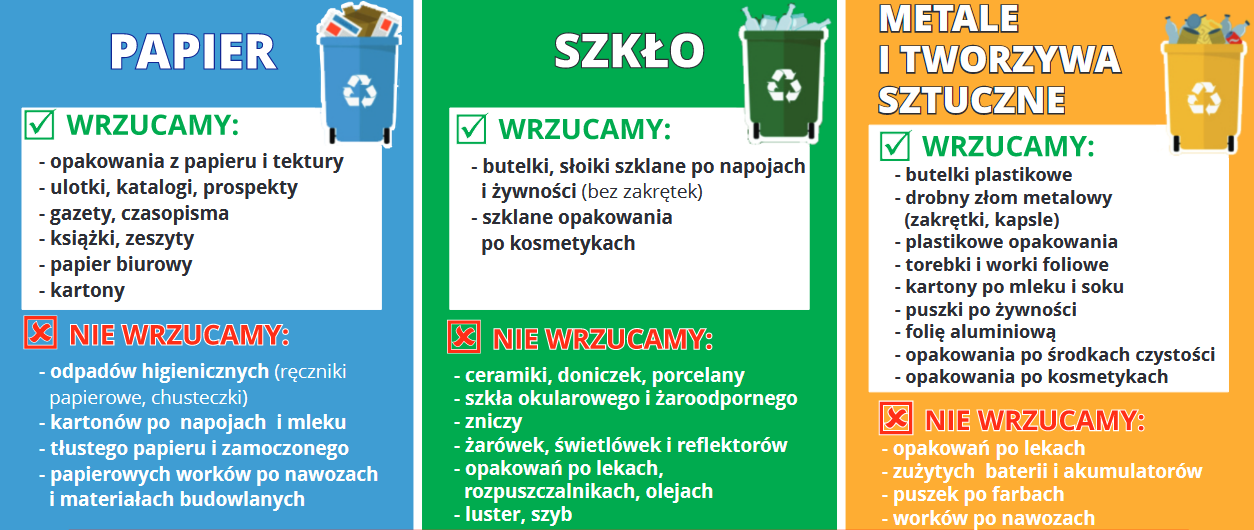 PAPIER
WRZUCAMY:
- opakowania z papieru i tektury
- ulotki, katalogi, prospekty
- gazety, czasopisma
- książki, zeszyty
- papier biurowy
- kartony
NIE WRZUCAMY:
- odpadów higienicznych (ręczniki
papierowe, chusteczki)
- kartonów po napojach i mleku
- tłustego papieru i zamoczonego
- papierowych worków po nawozach
i materiałach budowlanych
SZKŁO
WRZUCAMY:
- butelki, słoiki szklane po napojach
i żywności (bez zakrętek)
- szklane opakowania
po kosmetykach
NIE WRZUCAMY:
- ceramiki, doniczek, porcelany
- szkła okularowego i żaroodpornego
- zniczy
- żarówek, świetlówek i reflektorów
- opakowań po lekach,
rozpuszczalnikach, olejach
- luster, szyb
METALE
I TWORZYWA
SZTUCZNE
WRZUCAMY:
- butelki plastikowe
- drobny złom metalowy
(zakrętki, kapsle)
- plastikowe opakowania
- torebki i worki foliowe
- kartony po mleku i soku
- puszki po żywności
- folię aluminiową
- opakowania po środkach czystości
- opakowania po kosmetykach
NIE WRZUCAMY:
- opakowań po lekach
- zużytych baterii i akumulatorów
- puszek po farbach
- worków po nawozach